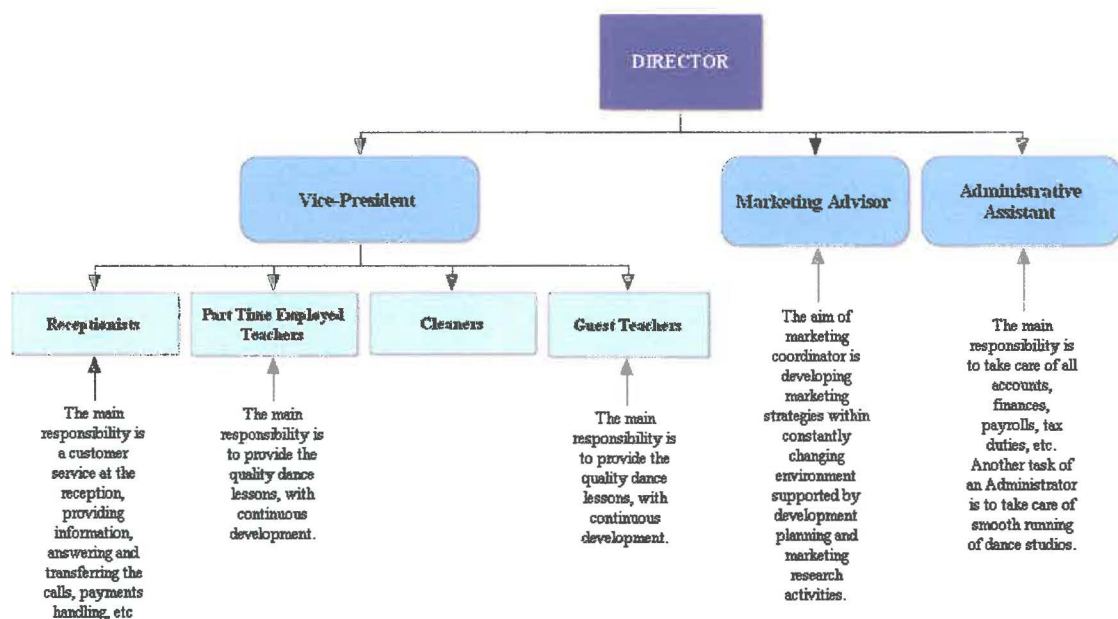 DIRECTOR
Vice-President
Marketing Advisor
Administrative
Assistant
Receptionists
Part Time Employed
Teachers
Cleaners
Guest Teachers
The main
responsibility is
a customer
service at the
reception,
providing
information,
answering and
transferring the
calls, payments
handling, etc
The main
responsibility is
to provide the
quality dance
lessons, with
continuous
development.
The main
responsibility is
to provide the
quality dance
lessons, with
continuous
development.
The aim of
marketing
coordinator is
developing
marketing
strategies within
constantly
changing
environment
supported by
development
planning and
marketing
research
activities.
The main
responsibility is
to take care of all
accounts,
finances,
payrolls, tax
duties, etc.
Another task of
an Administrator
is to take care of
smooth running
of dance studios.